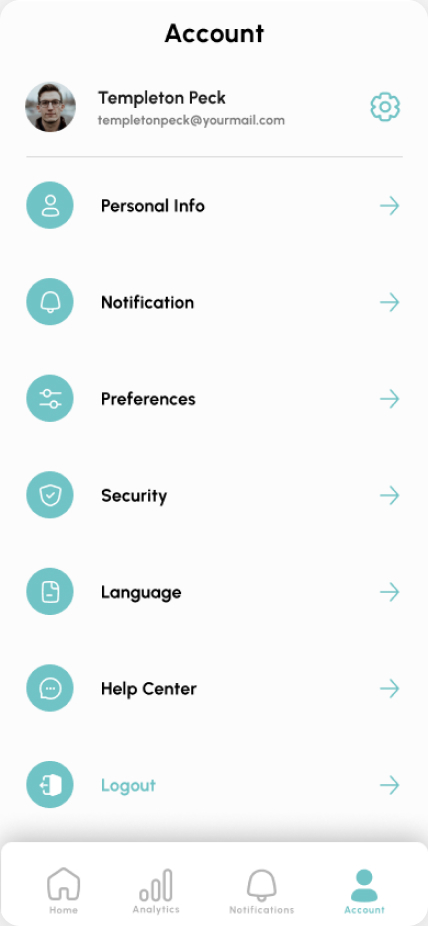 Account
Templeton Peck
templetonpeck@yourmail.com
Personal Info
Notification
Preferences
Security
Language
Help Center
Logout
Home
Analytics
Notifications
Account